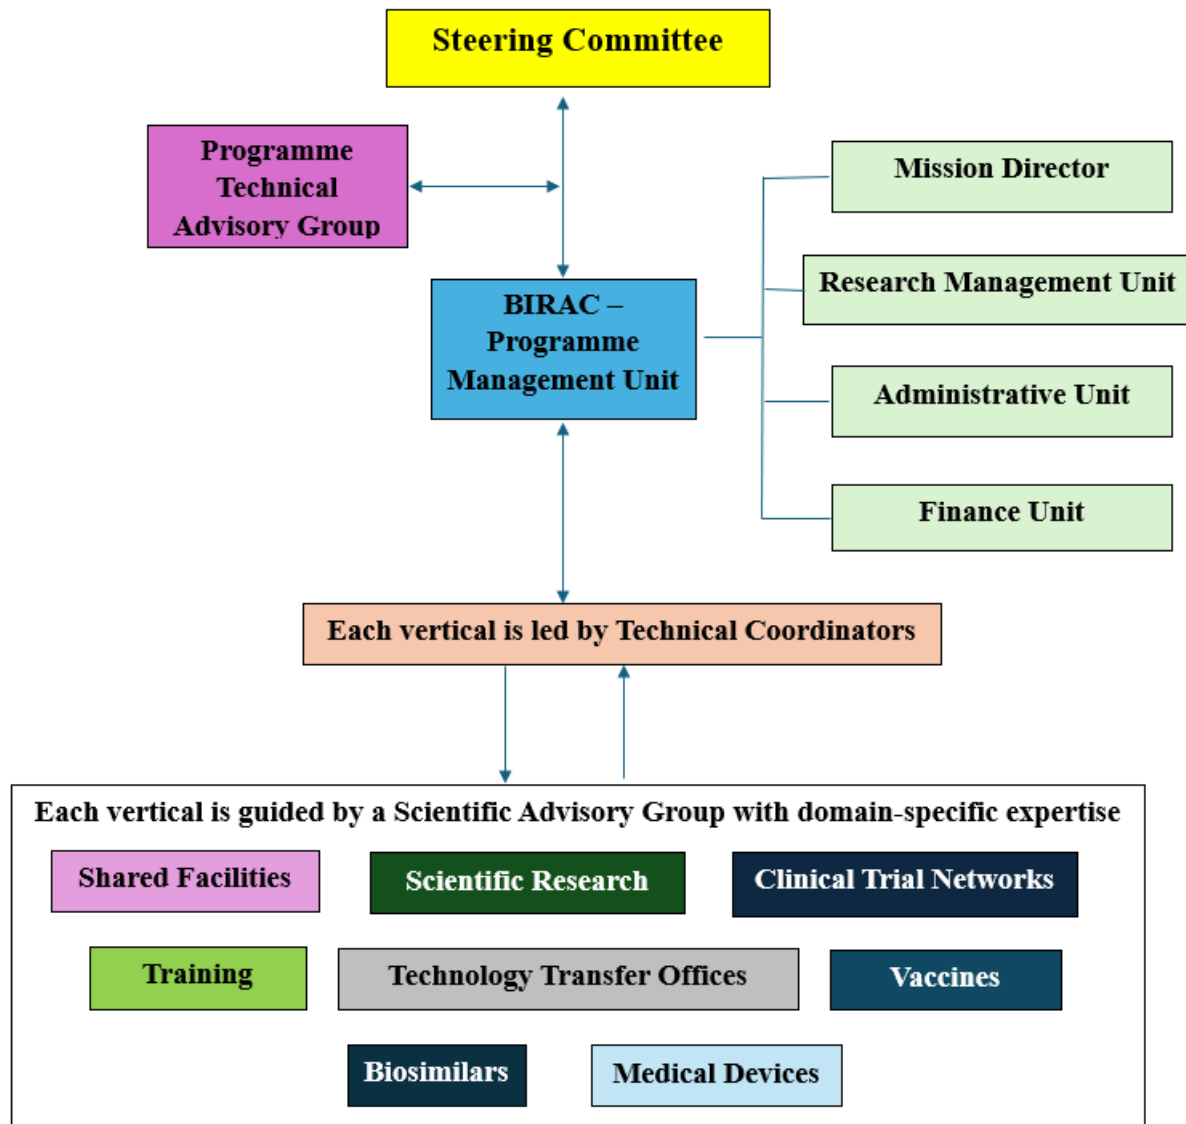 Steering Committee
Programme
Technical
Advisory Group
Mission Director
Research Management Unit
BIRAC –
Programme
Management Unit
Administrative Unit
Finance Unit
Each vertical is led by Technical Coordinators
Each vertical is guided by a Scientific Advisory Group with domain-specific expertise
Shared Facilities
Scientific Research
Clinical Trial Networks
Training
Technology Transfer Offices
Vaccines
Biosimilars
Medical Devices